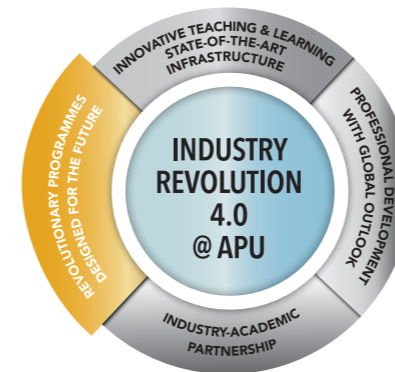 INNOVATIVE TEACHING & LEARNING
STATE-OF-THE-ART
INFRASTRUCTURE
PROFESSIONAL DEVELOPMENT
WITH GLOBAL OUTLOOK
INDUSTRY-ACADEMIC
PARTNERSHIP
REVOLUTIONARY PROGRAMMES
DESIGNED FOR THE FUTURE
INDUSTRY
REVOLUTION
4.0
@ APU